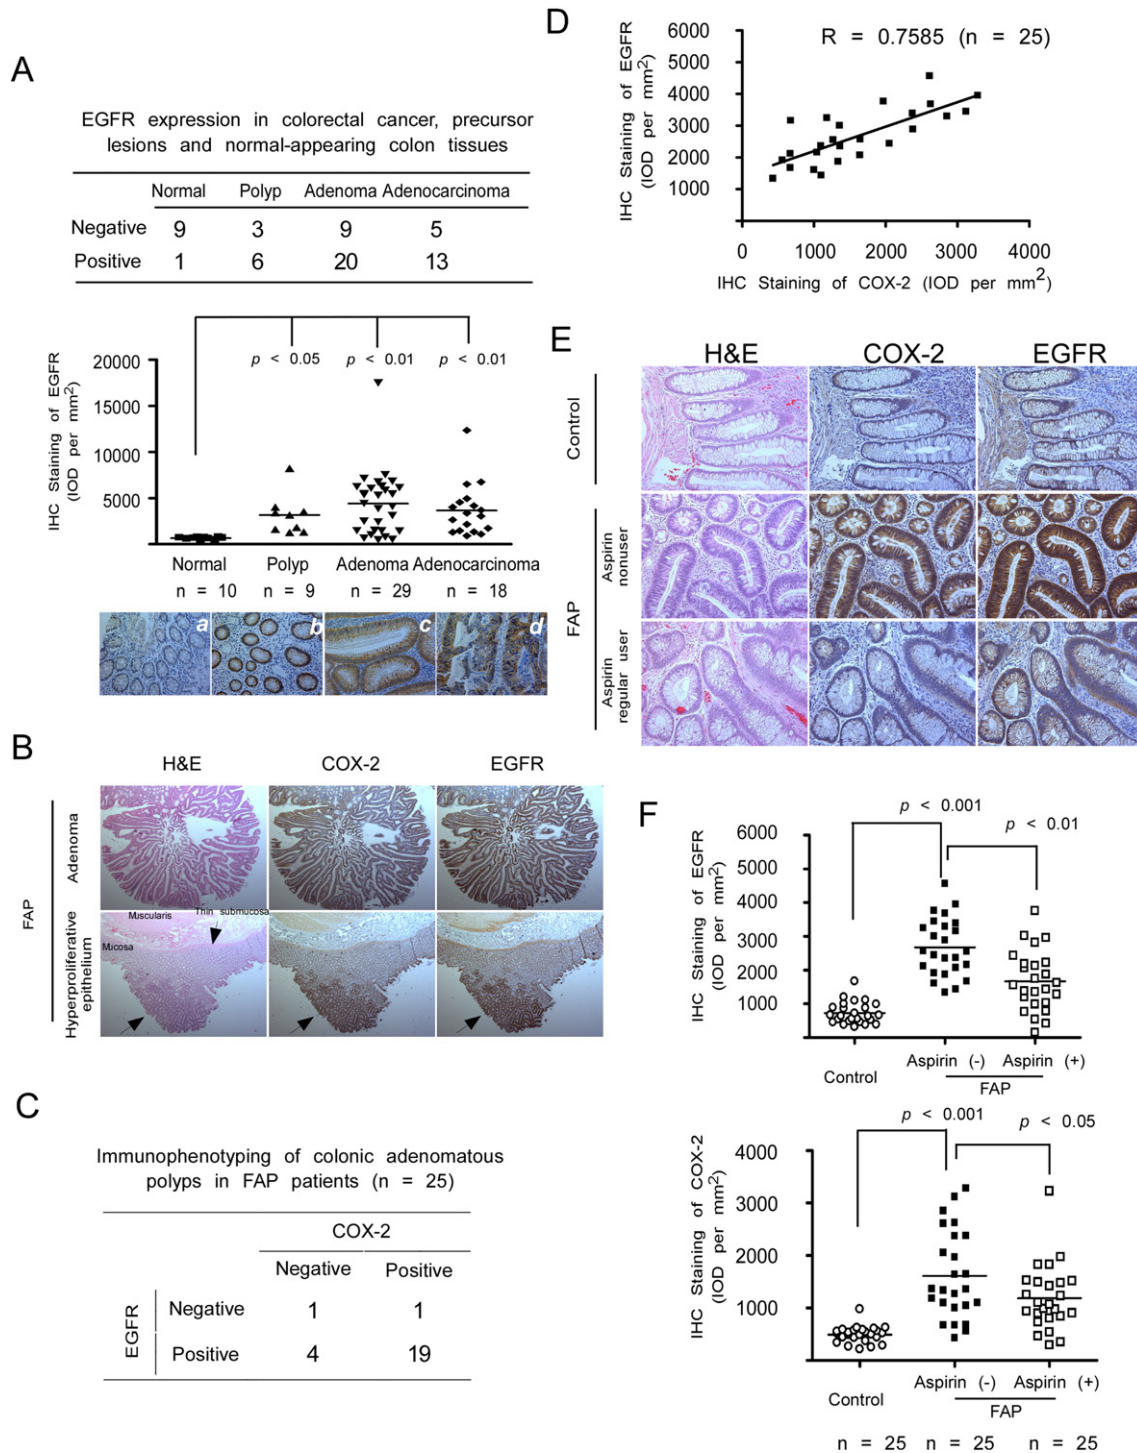 A
EGFR expression in colorectal cancer, precursor
lesions and normal-appearing colon tissues
Normal Polyp Adenoma Adenocarcinoma
Negative 9 3 9 5
Positive 1 6 20 13
p < 0.05 p < 0.01 p < 0.01
IHC Staining of EGFR
(IOD per mm2)
20000
15000
10000
5000
0
Normal Polyp Adenoma Adenocarcinoma
n = 10 n = 9 n = 29 n = 18
a b c d
B
H&E COX-2 EGFR
FAP
Adenoma
Hyperproliferative
epithelium
Muscularis Thin submucosa
Mucosa
C
Immunophenotyping of colonic adenomatous
polyps in FAP patients (n = 25)
COX-2
Negative Positive
EGFR
Negative 1 1
Positive 4 19
D
R = 0.7585 (n = 25)
IHC Staining of EGFR
(IOD per mm2)
6000
5000
4000
3000
2000
1000
0 1000 2000 3000 4000
IHC Staining of COX-2 (IOD per mm2)
E
H&E COX-2 EGFR
Control
FAP
Aspirin
nonuser
Aspirin
regular user
F
p < 0.001
p < 0.01
IHC Staining of EGFR
(IOD per mm2)
6000
5000
4000
3000
2000
1000
Control
Aspirin (-) Aspirin (+)
FAP
p < 0.001 p < 0.05
IHC Staining of COX-2
(IOD per mm2)
4000
3000
2000
1000
Control
Aspirin (-) Aspirin (+)
FAP
n = 25 n = 25 n = 25